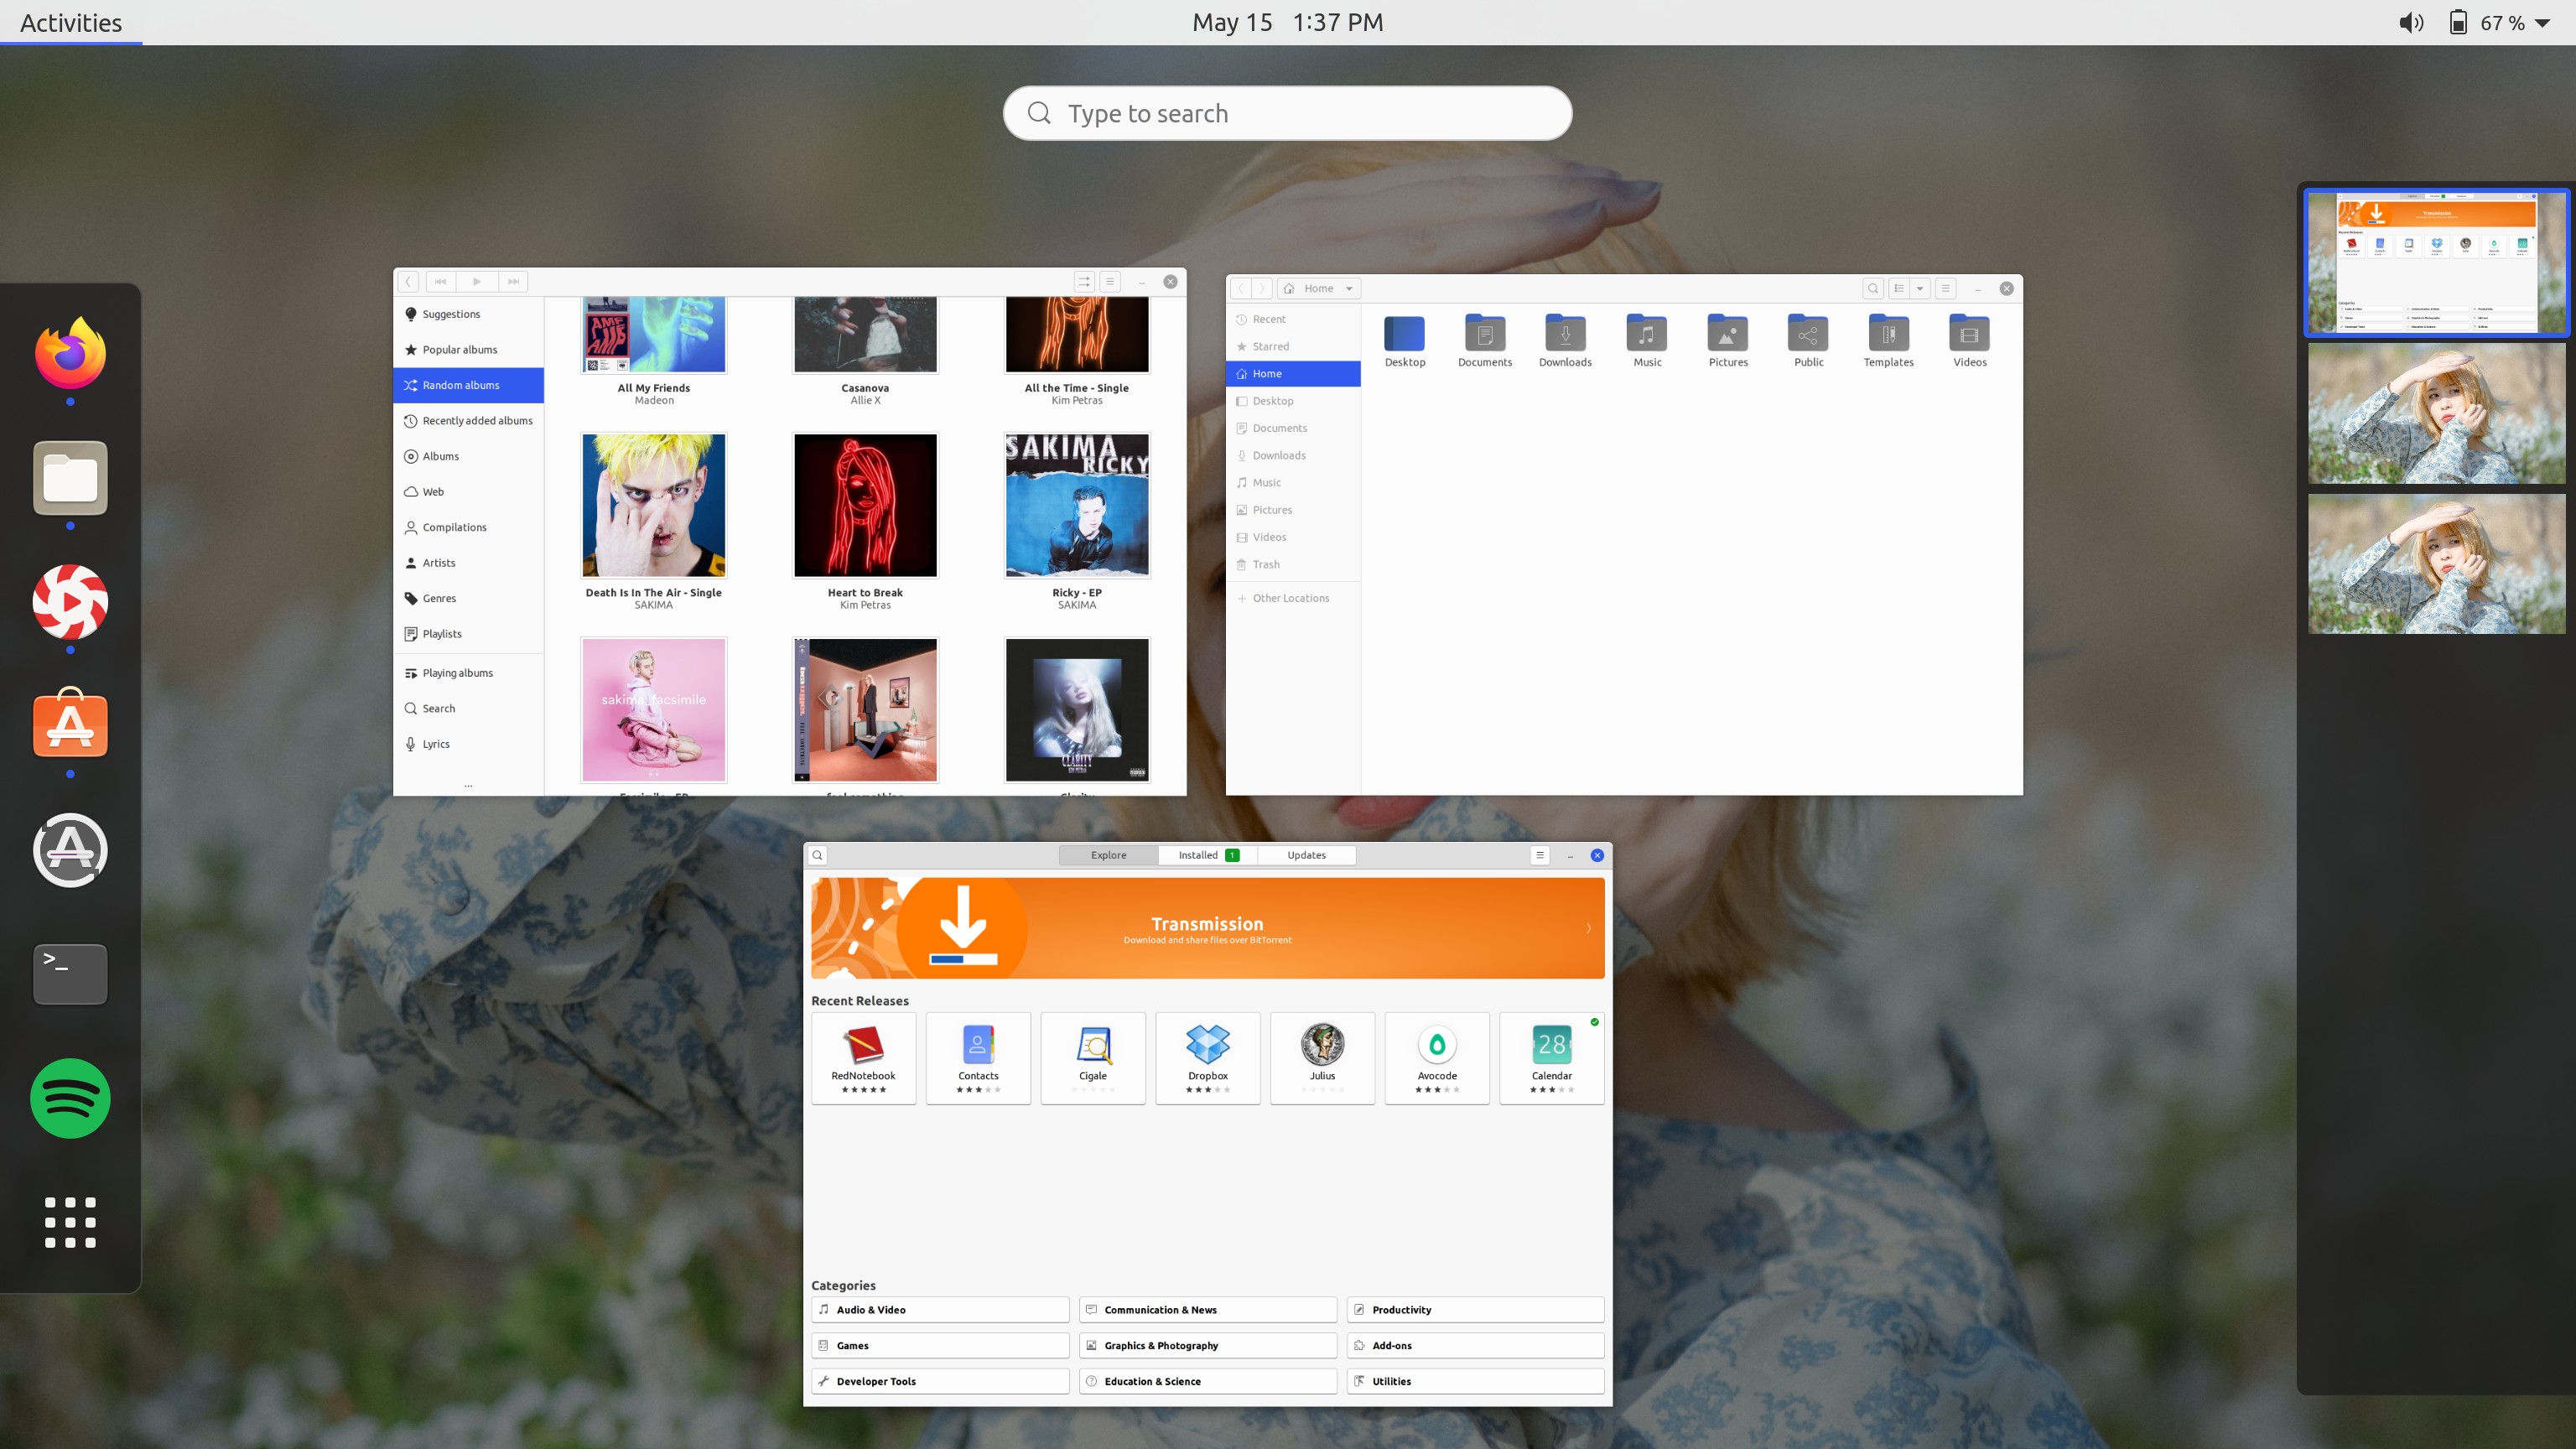 Activities
May 15 1:37 PM
67 %
Type to search
Suggestions
Popular albums
Random albums
Recently added albums
Albums
Web
Compilations
Artists
Genres
Playlists
Playing albums
Search
Lyrics
...
All My Friends
Madeon
Casanova
Allie X
All the Time - Single
Kim Petras
SAKIMA
RICKY
Death Is In The Air - Single
SAKIMA
Heart to Break
Kim Petras
Ricky - EP
SAKIMA
sakima facsimile
CLARITY
Home
Recent
Starred
Home
Desktop
Documents
Downloads
Music
Pictures
Videos
Trash
Other Locations
Desktop
Documents
Downloads
Music
Pictures
Public
Templates
Videos
Explore
Installed 1
Updates
Transmission
Download and share files over BitTorrent
Recent Releases
RedNotebook
Contacts
Cigale
Dropbox
Julius
Avocode
28
Calendar
Categories
Audio & Video
Communication & News
Productivity
Games
Graphics & Photography
Add-ons
Developer Tools
Education & Science
Utilities